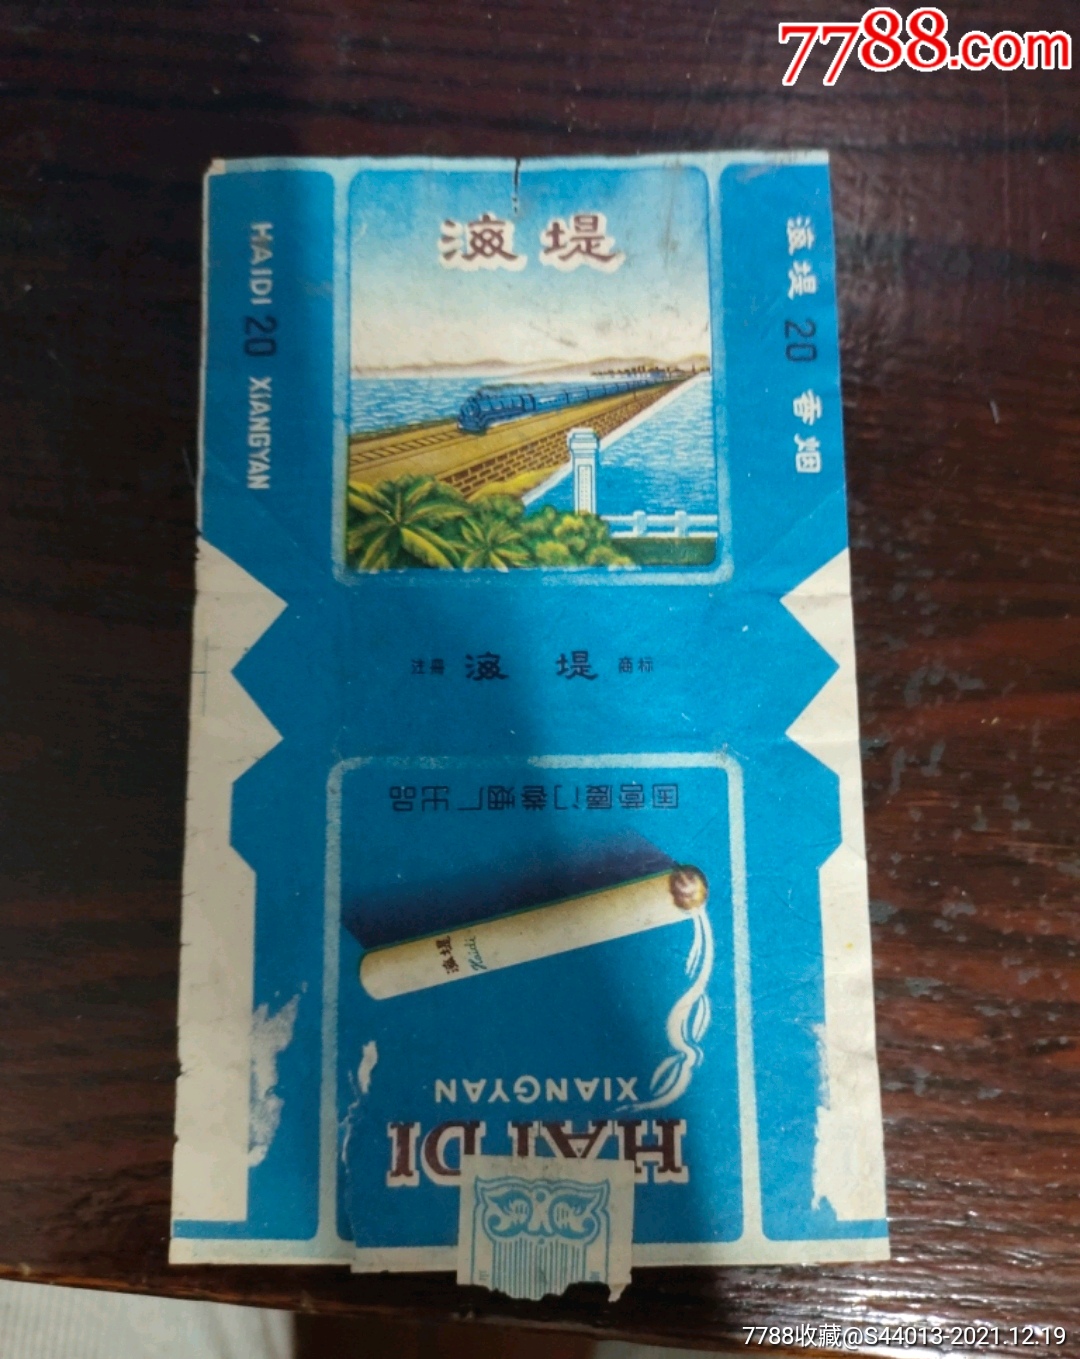 7788.com
海堤
HAIDI 20 XIANGYAN
海堤 20 香烟
注册 海 堤 商标
国营厦门卷烟厂出品
海堤
Haidi
XIANGYAN
HAI DI
7788收藏@S44013-2021.12.19